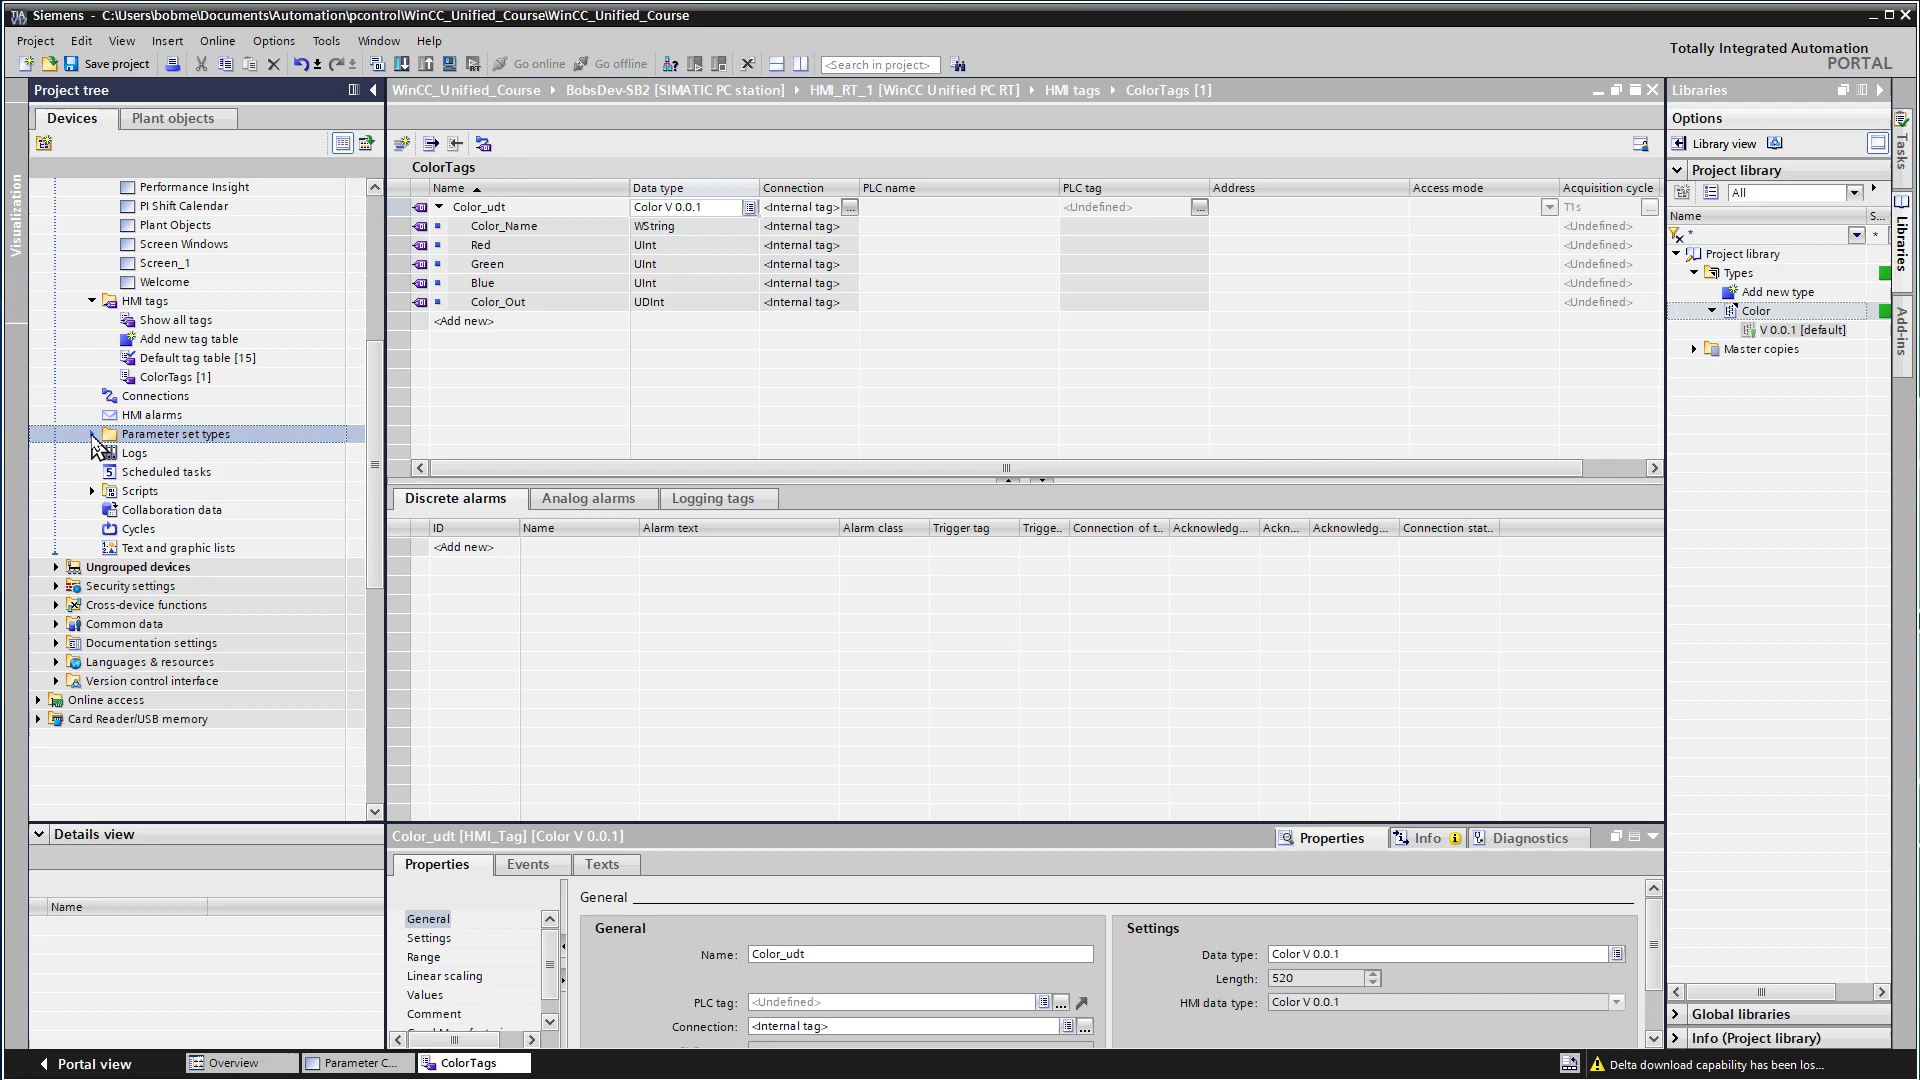 Siemens - C:\Users\bobme\Documents\Automation\pcontrol\WinCC_Unified_Course\WinCC_Unified_Course
Project Edit View Insert Online Options Tools Window Help
Totally Integrated Automation
PORTAL
Save project Go online Go offline <Search in project>
Project tree
WinCC_Unified_Course BobsDev-SB2 [SIMATIC PC station] HMI_RT_1 [WinCC Unified PC RT] HMI tags ColorTags [1]
Libraries
Devices Plant objects
Options
Library view
Project library
All
Name S...
*
*
Project library
Types
Add new type
Color
V 0.0.1 [default]
Master copies
Global libraries
Info (Project library)
Tasks
Libraries
Add-ins
Visualization
Performance Insight
PI Shift Calendar
Plant Objects
Screen Windows
Screen_1
Welcome
HMI tags
Show all tags
Add new tag table
Default tag table [15]
ColorTags [1]
Connections
HMI alarms
Parameter set types
Logs
5 Scheduled tasks
Scripts
Collaboration data
Cycles
Text and graphic lists
Ungrouped devices
Security settings
Cross-device functions
Common data
Documentation settings
Languages & resources
Version control interface
Online access
Card Reader/USB memory
Details view
Name
ColorTags
Name Data type Connection PLC name PLC tag Address Access mode Acquisition cycle
Color_udt Color V 0.0.1 <Internal tag> ... <Undefined> ... T1s ...
Color_Name WString <Internal tag> <Undefined>
Red UInt <Internal tag> <Undefined>
Green UInt <Internal tag> <Undefined>
Blue UInt <Internal tag> <Undefined>
Color_Out UDInt <Internal tag> <Undefined>
<Add new>
Discrete alarms Analog alarms Logging tags
ID Name Alarm text Alarm class Trigger tag Trigge.. Connection of t.. Acknowledg... Ackn... Acknowledg... Connection stat..
<Add new>
Color_udt [HMI_Tag] [Color V 0.0.1]
Properties Info Diagnostics
Properties Events Texts
General
Settings
Range
Linear scaling
Values
Comment
General
General
Name: Color_udt
PLC tag: <Undefined> ...
Connection: <Internal tag> ...
Settings
Data type: Color V 0.0.1
Length: 520
HMI data type: Color V 0.0.1
Portal view Overview Parameter C... ColorTags
Delta download capability has been los...